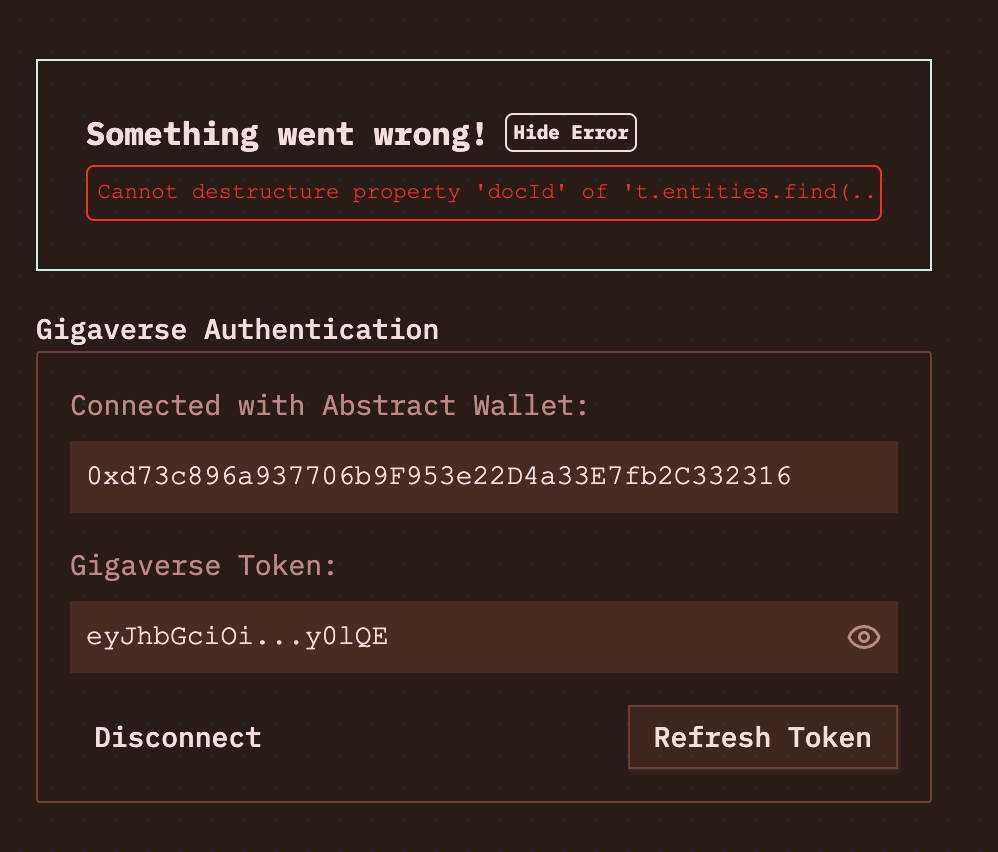 Something went wrong! Hide Error
Cannot destructure property 'docId' of 't.entities.find(..
Gigaverse Authentication
Connected with Abstract Wallet:
0xd73c896a937706b9F953e22D4a33E7fb2C332316
Gigaverse Token:
eyJhbGciOi...y0lQE
Disconnect Refresh Token